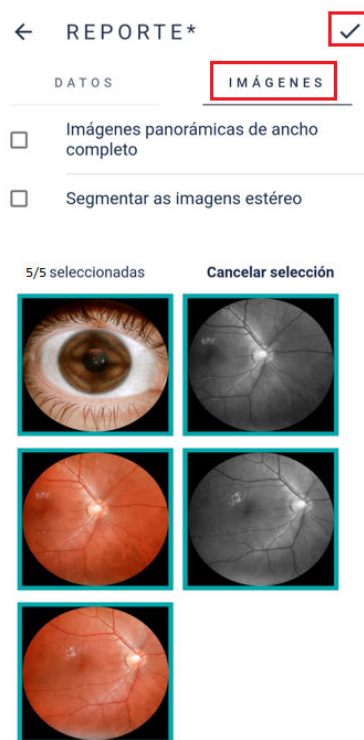 REPORTE*
DATOS IMÁGENES
Imágenes panorámicas de ancho
completo
Segmentar as imagens estéreo
5/5 seleccionadas Cancelar selección